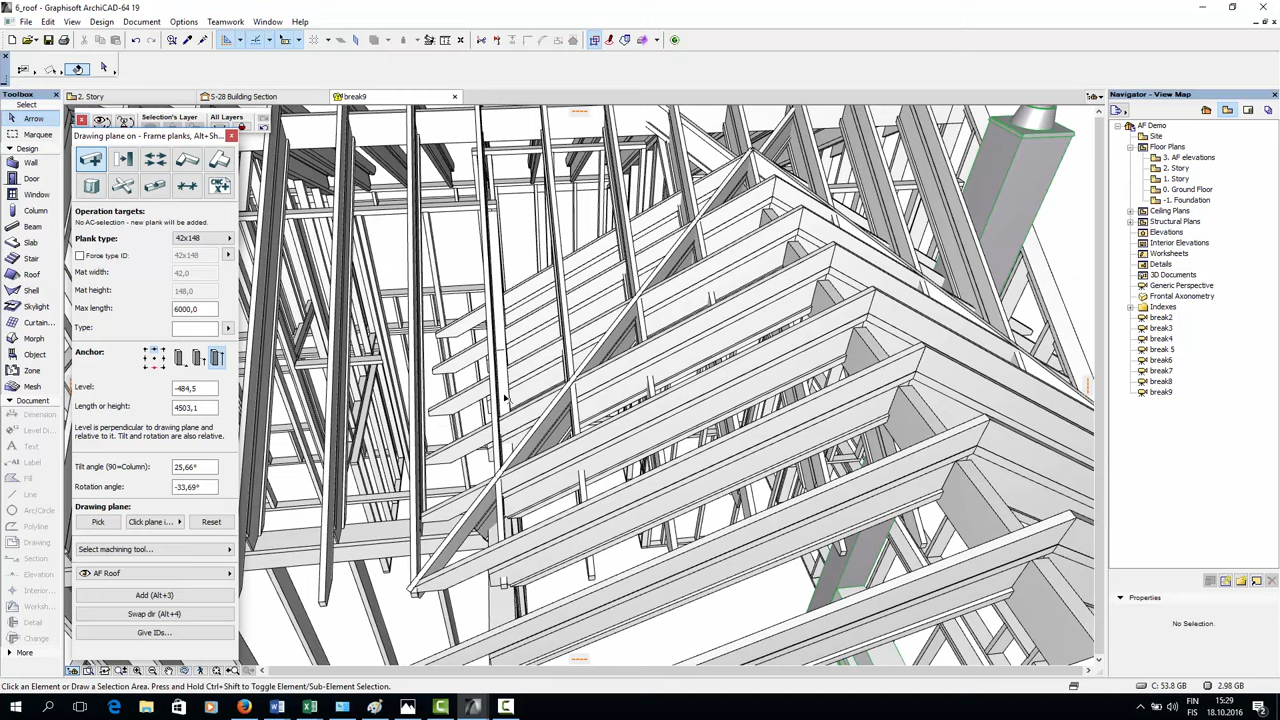 6_roof - Graphisoft ArchiCAD-64 19
File Edit View Design Document Options Teamwork Window Help
2. Story
S-28 Building Section
break9
Toolbox
Select
Arrow
Marquee
Design
Wall
Door
Window
Column
Beam
Slab
Stair
Roof
Shell
Skylight
Curtain...
Morph
Object
Zone
Mesh
Document
Dimension
Level Di...
Text
Label
Fill
Line
Arc/Circle
Polyline
Drawing
Section
Elevation
Interior...
Worksh...
Detail
Change
More
Selection's Layer
All Layers
Drawing plane on - Frame planks, Alt+Sh...
Operation targets:
No AC-selection - new plank will be added.
Plank type: 42x148
Force type ID: 42x148
Mat width: 42,0
Mat height: 148,0
Max length: 6000,0
Type:
Anchor:
Level: -484,5
Length or height: 4503,1
Level is perpendicular to drawing plane and
relative to it. Tilt and rotation are also relative.
Tilt angle (90=Column): 25,66°
Rotation angle: -33,69°
Drawing plane:
Pick
Click plane i...
Reset
Select machining tool...
AF Roof
Add (Alt+3)
Swap dir (Alt+4)
Give IDs...
Navigator - View Map
AF Demo
Site
Floor Plans
3. AF elevations
2. Story
1. Story
0. Ground Floor
-1. Foundation
Ceiling Plans
Structural Plans
Elevations
Interior Elevations
Worksheets
Details
3D Documents
Generic Perspective
Frontal Axonometry
Indexes
break2
break3
break4
break 5
break6
break7
break8
break9
Properties
No Selection.
Click an Element or Draw a Selection Area. Press and Hold Ctrl+Shift to Toggle Element/Sub-Element Selection.
C: 53.8 GB
2.98 GB
FIN
FIS
15:29
18.10.2016